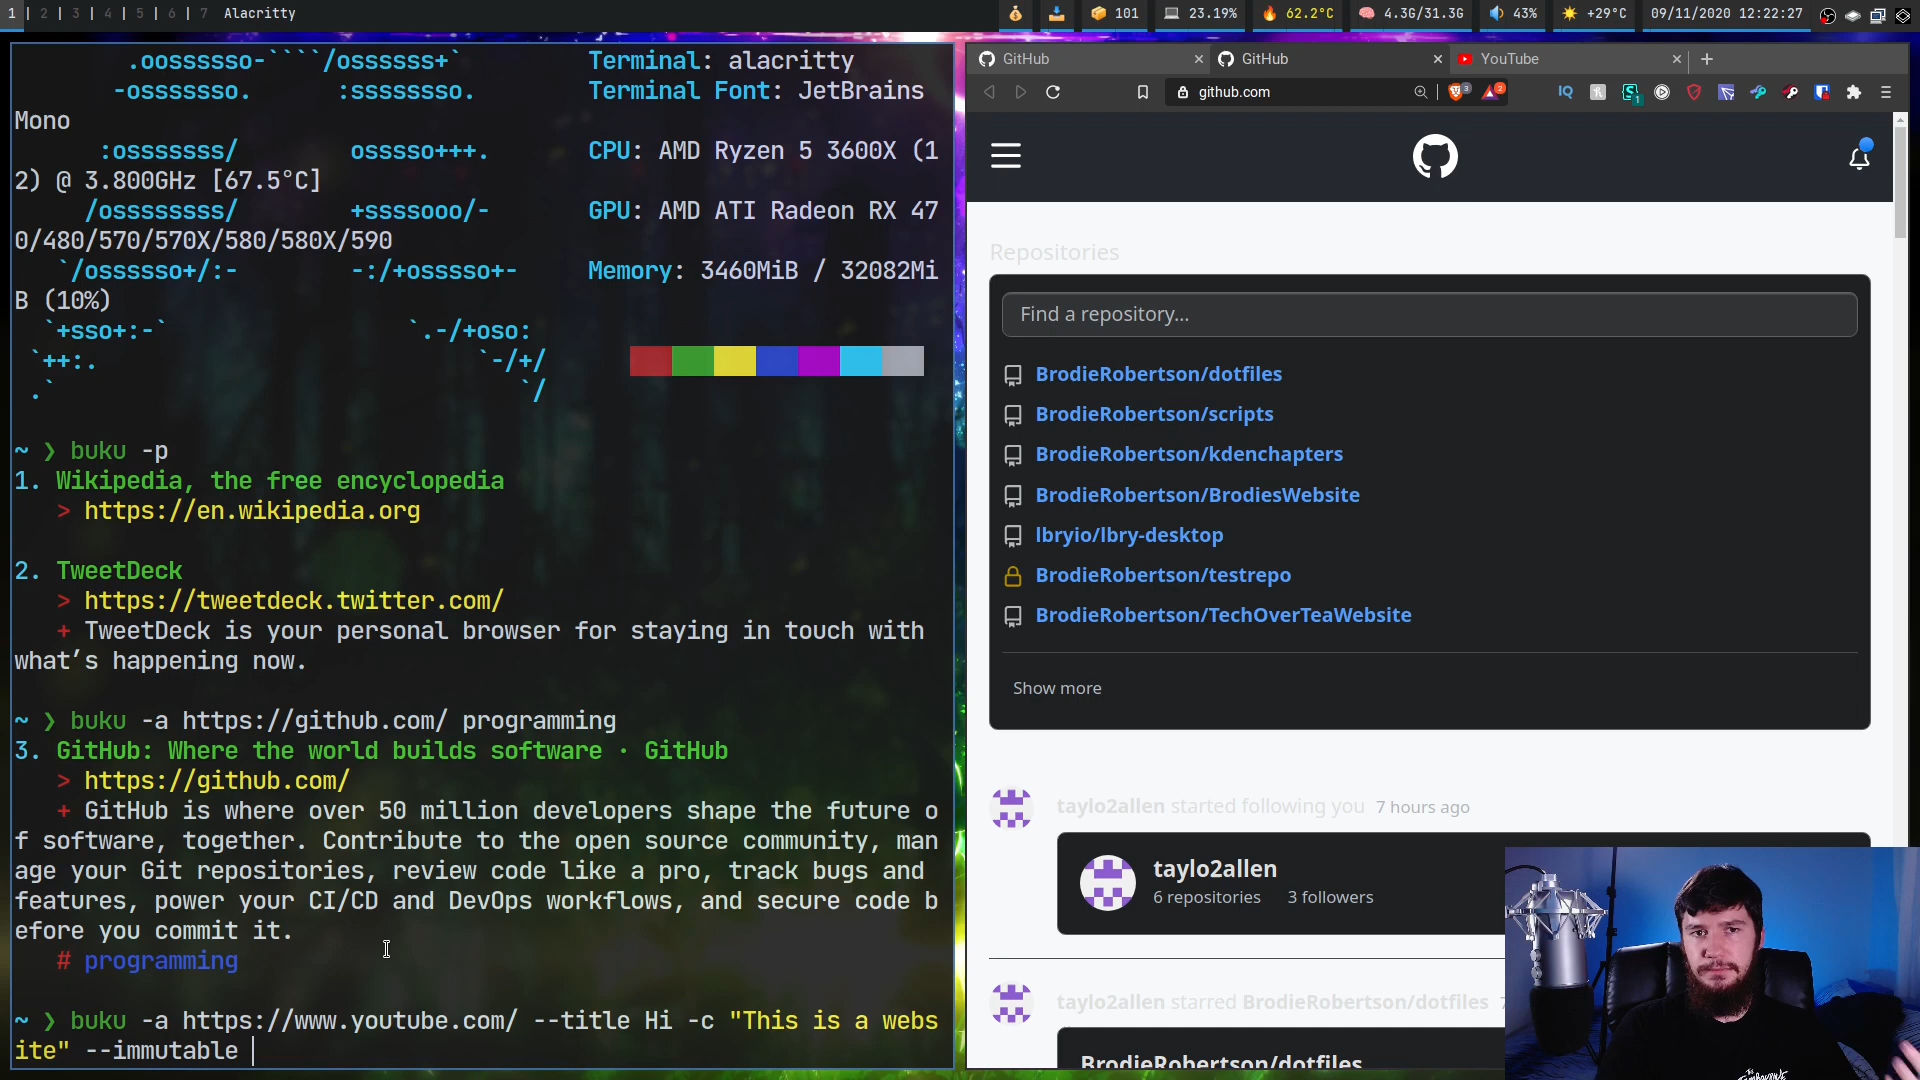 1 | 2 | 3 | 4 | 5 | 6 | 7 Alacritty
101 23.19% 62.2°C 4.3G/31.3G 43% +29°C 09/11/2020 12:22:27
.oossssso-````/ossssss+` Terminal: alacritty
-osssssso. :sssssssso. Terminal Font: JetBrains
Mono
:osssssss/ osssso+++. CPU: AMD Ryzen 5 3600X (1
2) @ 3.800GHz [67.5°C]
/ossssssss/ +ssssooo/- GPU: AMD ATI Radeon RX 47
0/480/570/570X/580/580X/590
`/ossssso+/:- -:/+osssso+- Memory: 3460MiB / 32082Mi
B (10%)
`+sso+:-` `.-/+oso:
`++:. `-/+/
.` `/
~ ❯ buku -p
1. Wikipedia, the free encyclopedia
> https://en.wikipedia.org
2. TweetDeck
> https://tweetdeck.twitter.com/
+ TweetDeck is your personal browser for staying in touch with
what’s happening now.
~ ❯ buku -a https://github.com/ programming
3. GitHub: Where the world builds software · GitHub
> https://github.com/
+ GitHub is where over 50 million developers shape the future o
f software, together. Contribute to the open source community, man
age your Git repositories, review code like a pro, track bugs and
features, power your CI/CD and DevOps workflows, and secure code b
efore you commit it.
# programming
~ ❯ buku -a https://www.youtube.com/ --title Hi -c "This is a webs
ite" --immutable
GitHub
GitHub
YouTube
github.com
3
2
IQ
1
Repositories
Find a repository...
BrodieRobertson/dotfiles
BrodieRobertson/scripts
BrodieRobertson/kdenchapters
BrodieRobertson/BrodiesWebsite
lbryio/lbry-desktop
BrodieRobertson/testrepo
BrodieRobertson/TechOverTeaWebsite
Show more
taylo2allen started following you 7 hours ago
taylo2allen
6 repositories 3 followers
taylo2allen starred BrodieRobertson/dotfiles
BrodieRobertson/dotfiles